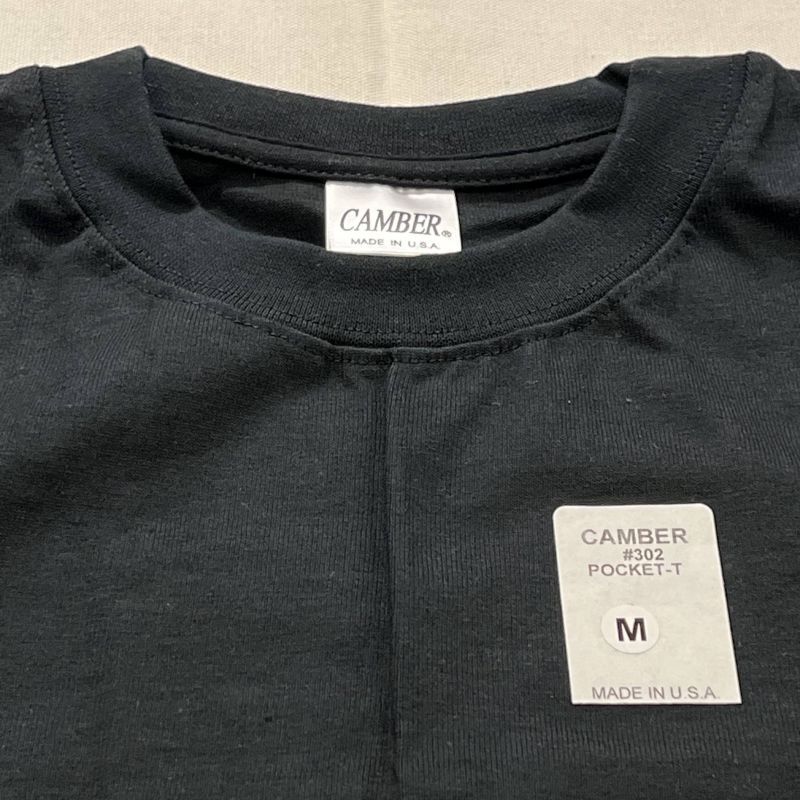 CAMBER®
MADE IN U.S.A.
CAMBER
#302
POCKET-T
M
MADE IN U.S.A.